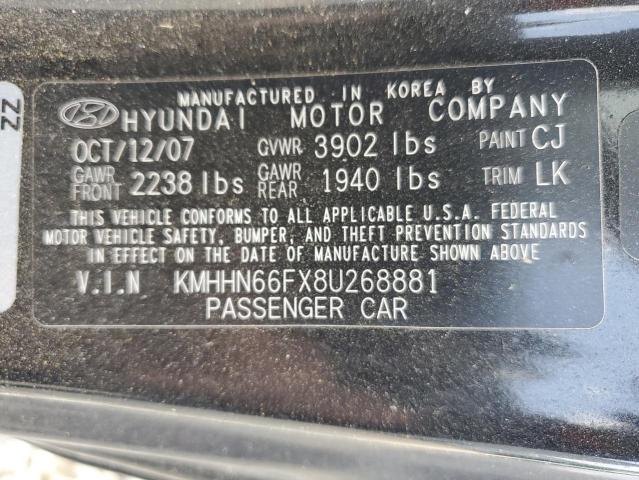 MANUFACTURED IN KOREA BY
HYUNDAI MOTOR COMPANY
OCT/12/07 GVWR 3902 lbs PAINT CJ
GAWR FRONT 2238 lbs GAWR REAR 1940 lbs TRIM LK
THIS VEHICLE CONFORMS TO ALL APPLICABLE U.S.A. FEDERAL
MOTOR VEHICLE SAFETY, BUMPER, AND THEFT PREVENTION STANDARDS
IN EFFECT ON THE DATE OF MANUFACTURE SHOWN ABOVE
V.I.N KMHHN66FX8U268881
PASSENGER CAR
ZZ